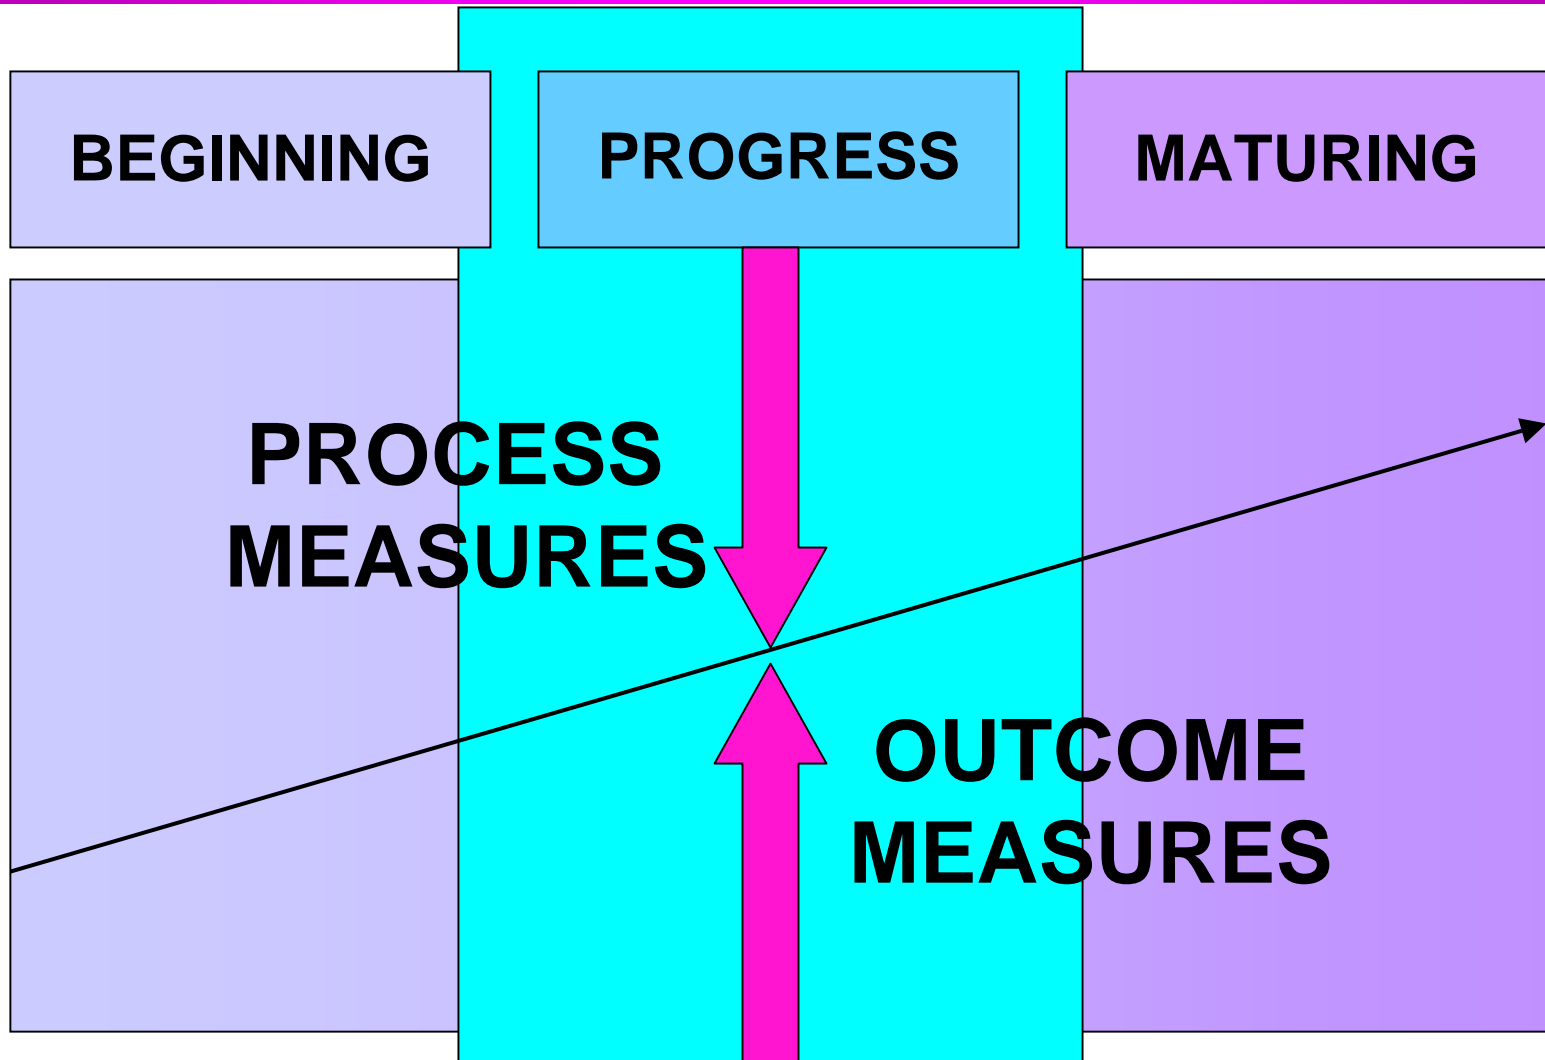 BEGINNING
PROGRESS
MATURING
PROCESS
MEASURES
OUTCOME
MEASURES